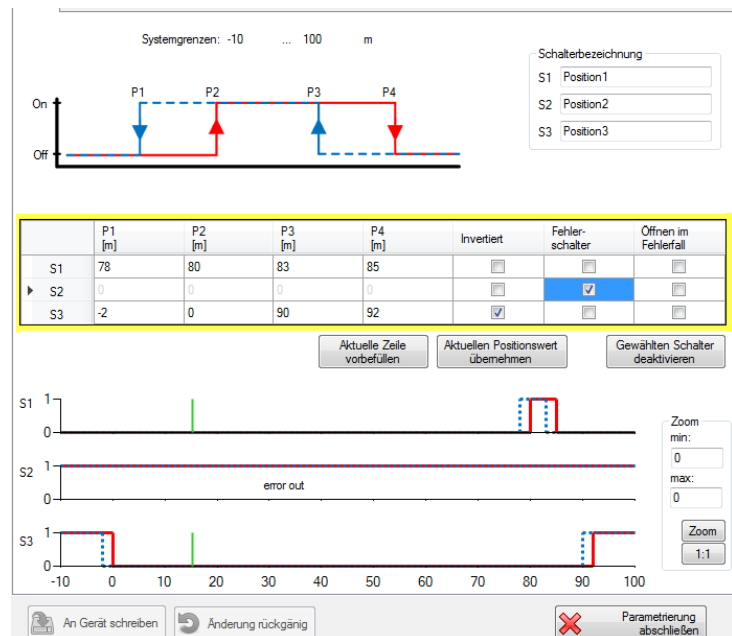 Systemgrenzen: -10 ... 100 m
Schalterbezeichnung
S1 Position1
S2 Position2
S3 Position3
P1 P2 P3 P4
On
Off
P1 [m] P2 [m] P3 [m] P4 [m] Invertiert Fehler-schalter Öffnen im Fehlerfall
S1 78 80 83 85
S2 0 0 0 0
S3 -2 0 90 92
Aktuelle Zeile vorbefüllen
Aktuellen Positionswert übernehmen
Gewählten Schalter deaktivieren
S1 1
0
S2 1
error out
0
S3 1
0
-10 0 10 20 30 40 50 60 70 80 90 100
Zoom
min:
0
max:
0
Zoom
1:1
An Gerät schreiben
Änderung rückgänig
Parametrierung abschließen